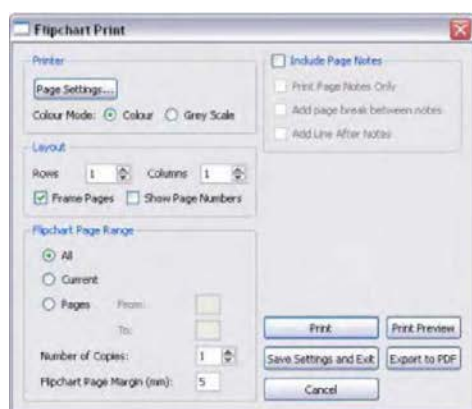 Flipchart Print
Printer
Page Settings...
Colour Mode: Colour Grey Scale
Layout
Rows 1 Columns 1
Frame Pages Show Page Numbers
Flipchart Page Range
All
Current
Pages From:
To:
Number of Copies: 1
Flipchart Page Margin (mm): 5
Include Page Notes
Print Page Notes Only
Add page break between notes
Add Line After Notes
Print Print Preview
Save Settings and Exit Export to PDF
Cancel